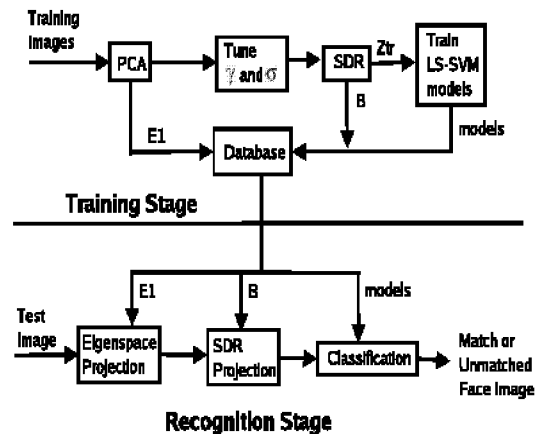 Training
Images
PCA
Tune
γ and σ
SDR
Ztr
Train
LS-SVM
models
E1
B
models
Database
Training Stage
E1
B
models
Test
Image
Eigenspace
Projection
SDR
Projection
Classification
Match or
Unmatched
Face Image
Recognition Stage